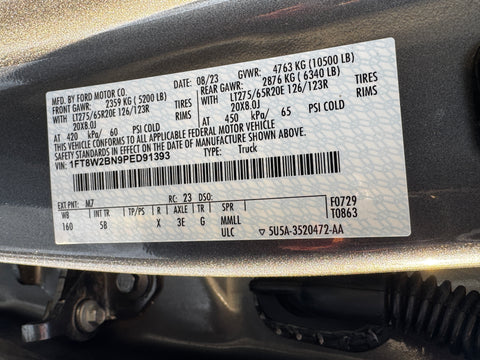 MFD. BY FORD MOTOR CO.
DATE: 08/23 GVWR: 4763 KG (10500 LB)
FRONT GAWR: 2359 KG ( 5200 LB) REAR GAWR: 2876 KG ( 6340 LB)
LT275/65R20E 126/123R TIRES LT275/65R20E 126/123R TIRES
20X8.0J RIMS 20X8.0J RIMS
AT 420 kPa/ 60 PSI COLD AT 450 kPa/ 65 PSI COLD
THIS VEHICLE CONFORMS TO ALL APPLICABLE FEDERAL MOTOR VEHICLE
SAFETY AND BUMPER STANDARDS IN EFFECT ON THE DATE OF MANUFACTURE SHOWN ABOVE.
VIN: 1FT8W2BN9PED91393 TYPE: Truck
EXT PNT: M7 RC: 23 DSO: F0729
WB INT TR TP/PS R AXLE TR SPR T0863
160 SB X 3E G MMLL
ULC 5U5A-3520472-AA